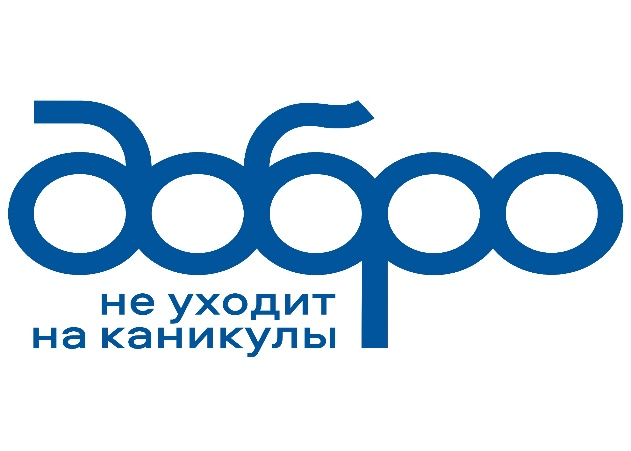 добро
не уходит
на каникулы